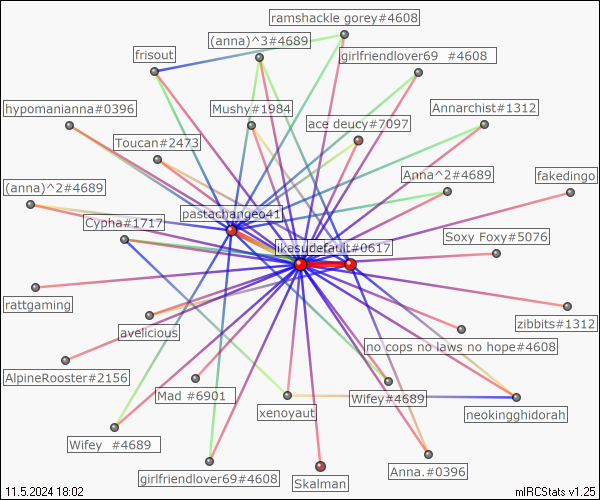 ramshackle gorey#4608
(anna)^3#4689
girlfriendlover69 #4608
frisout
hypomanianna#0396
Mushy#1984
Annarchist#1312
ace deucy#7097
Toucan#2473
Anna^2#4689
fakedingo
(anna)^2#4689
pastachangeo41
Cypha#1717
Soxy Foxy#5076
ikasudefault#0617
rattgaming
zibbits#1312
avelicious
no cops no laws no hope#4608
AlpineRooster#2156
Mad #6901
Wifey#4689
xenoyaut
neokingghidorah
Wifey #4689
girlfriendlover69#4608
Skalman
Anna.#0396
11.5.2024 18:02
mIRCStats v1.25